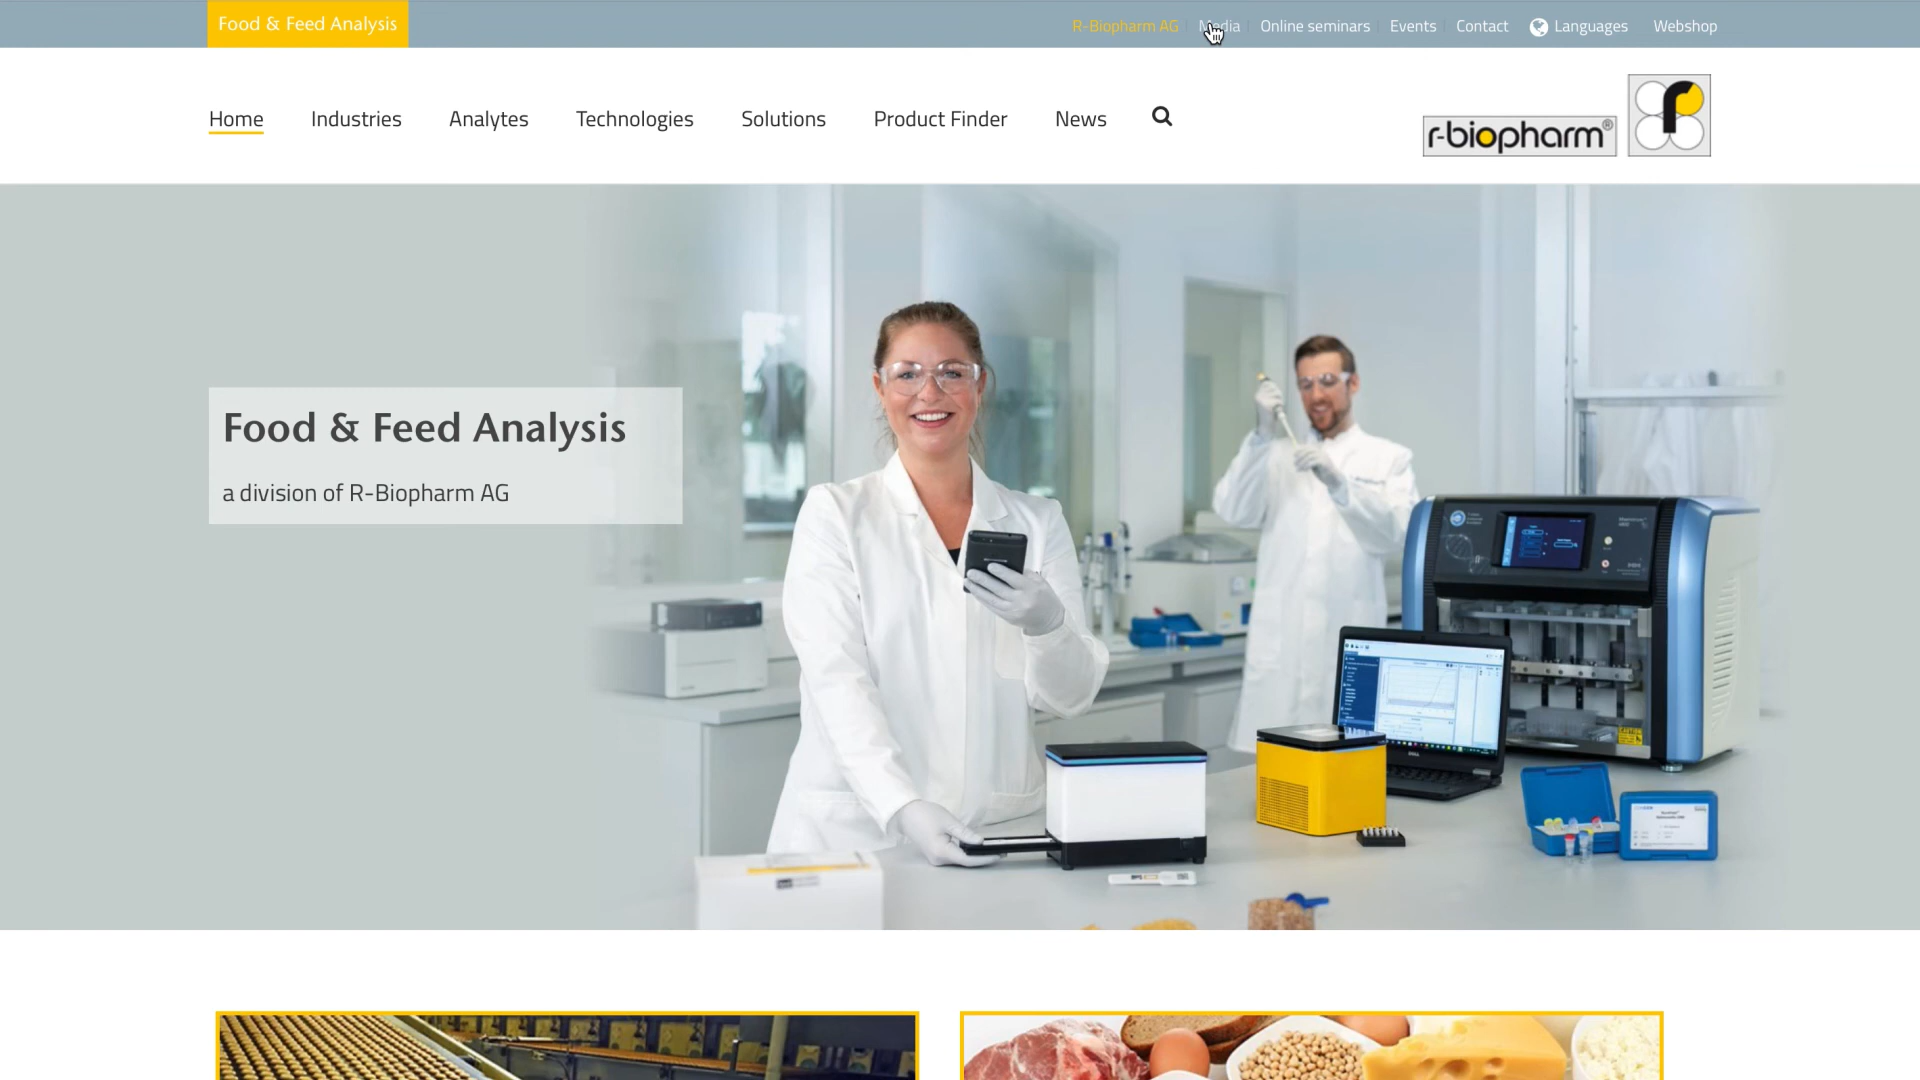 Food & Feed Analysis
R-Biopharm AG
Media
Online seminars
Events
Contact
Languages
Webshop
Home
Industries
Analytes
Technologies
Solutions
Product Finder
News
r-biopharm®
Food & Feed Analysis
a division of R-Biopharm AG